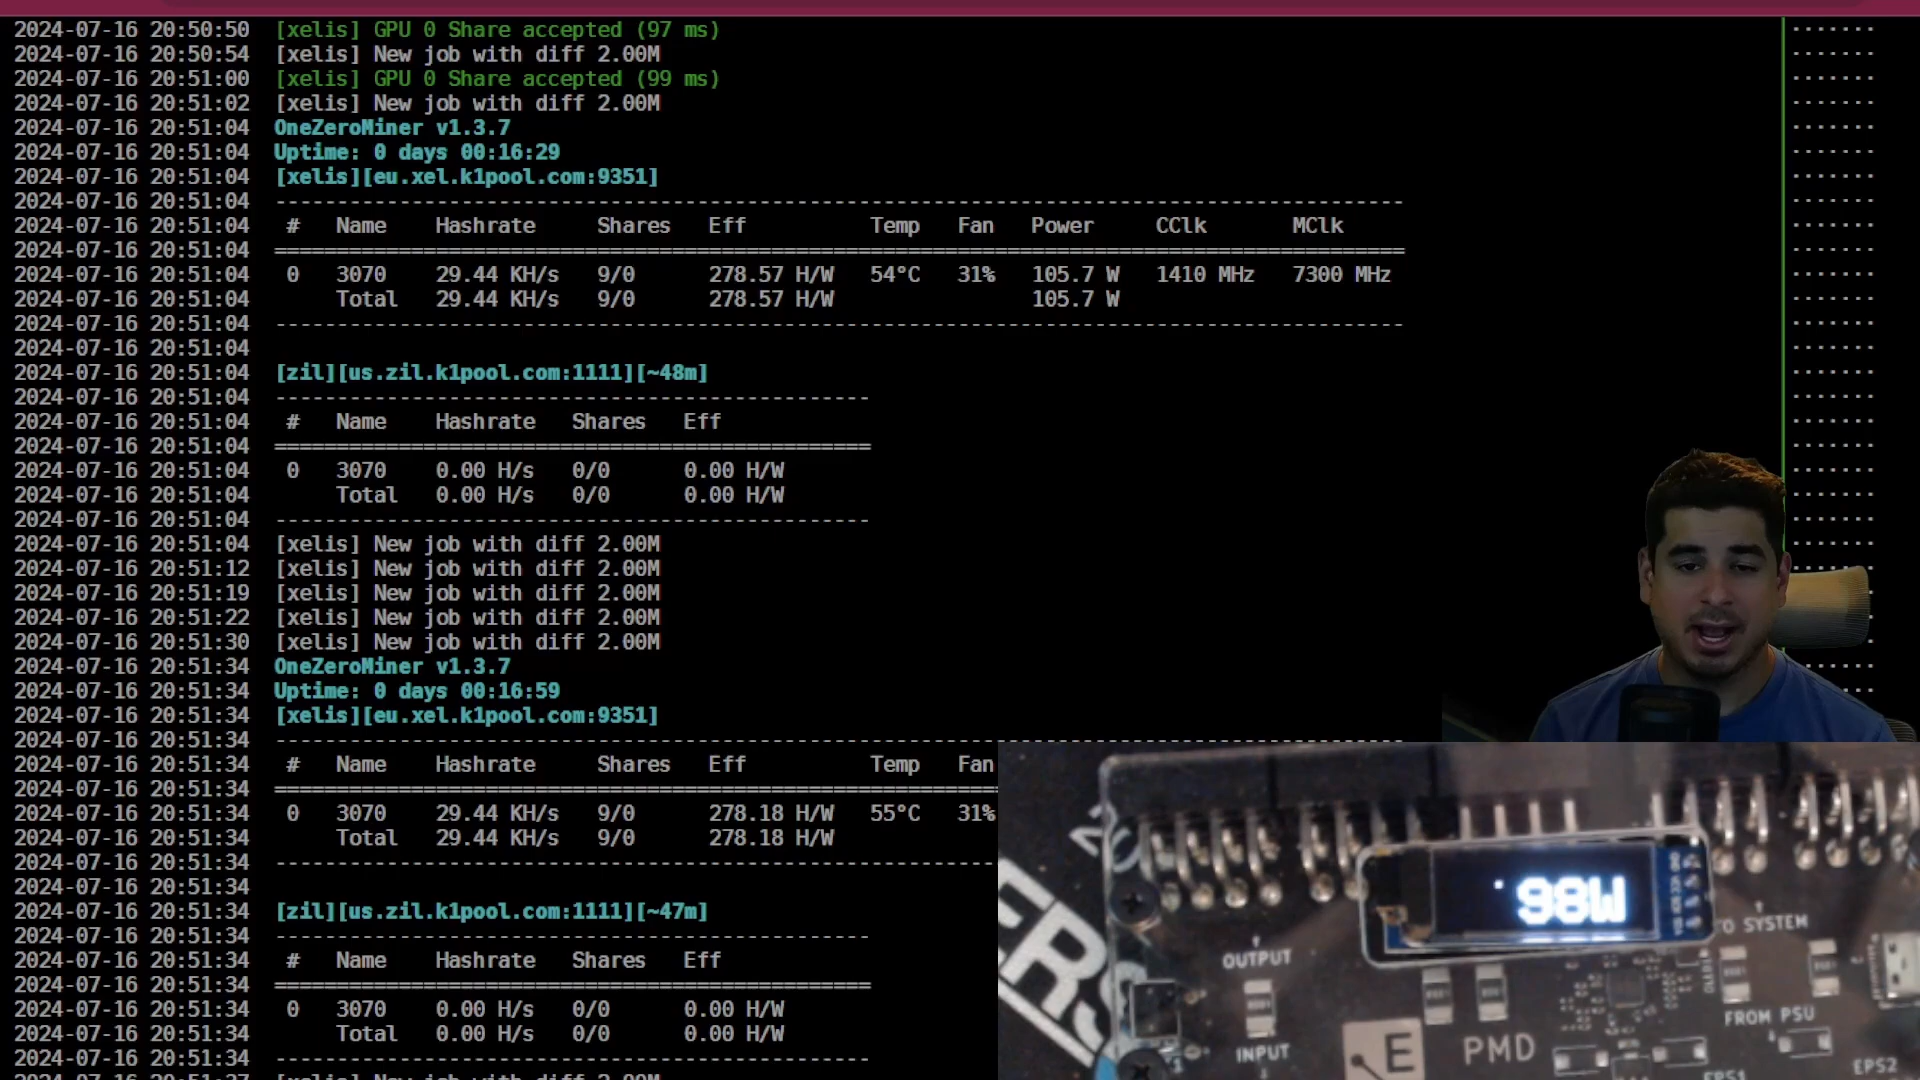 2024-07-16 20:50:50 [xelis] GPU 0 Share accepted (97 ms)
2024-07-16 20:50:54 [xelis] New job with diff 2.00M
2024-07-16 20:51:00 [xelis] GPU 0 Share accepted (99 ms)
2024-07-16 20:51:02 [xelis] New job with diff 2.00M
2024-07-16 20:51:04 OneZeroMiner v1.3.7
2024-07-16 20:51:04 Uptime: 0 days 00:16:29
2024-07-16 20:51:04 [xelis][eu.xel.k1pool.com:9351]
2024-07-16 20:51:04
2024-07-16 20:51:04 # Name Hashrate Shares Eff Temp Fan Power CClk MClk
2024-07-16 20:51:04
2024-07-16 20:51:04 0 3070 29.44 KH/s 9/0 278.57 H/W 54°C 31% 105.7 W 1410 MHz 7300 MHz
2024-07-16 20:51:04 Total 29.44 KH/s 9/0 278.57 H/W 105.7 W
2024-07-16 20:51:04
2024-07-16 20:51:04
2024-07-16 20:51:04 [zil][us.zil.k1pool.com:1111][~48m]
2024-07-16 20:51:04
2024-07-16 20:51:04 # Name Hashrate Shares Eff
2024-07-16 20:51:04
2024-07-16 20:51:04 0 3070 0.00 H/s 0/0 0.00 H/W
2024-07-16 20:51:04 Total 0.00 H/s 0/0 0.00 H/W
2024-07-16 20:51:04
2024-07-16 20:51:04 [xelis] New job with diff 2.00M
2024-07-16 20:51:12 [xelis] New job with diff 2.00M
2024-07-16 20:51:19 [xelis] New job with diff 2.00M
2024-07-16 20:51:22 [xelis] New job with diff 2.00M
2024-07-16 20:51:30 [xelis] New job with diff 2.00M
2024-07-16 20:51:34 OneZeroMiner v1.3.7
2024-07-16 20:51:34 Uptime: 0 days 00:16:59
2024-07-16 20:51:34 [xelis][eu.xel.k1pool.com:9351]
2024-07-16 20:51:34
2024-07-16 20:51:34 # Name Hashrate Shares Eff Temp Fan
2024-07-16 20:51:34
2024-07-16 20:51:34 0 3070 29.44 KH/s 9/0 278.18 H/W 55°C 31%
2024-07-16 20:51:34 Total 29.44 KH/s 9/0 278.18 H/W
2024-07-16 20:51:34
2024-07-16 20:51:34
2024-07-16 20:51:34 [zil][us.zil.k1pool.com:1111][~47m]
2024-07-16 20:51:34
2024-07-16 20:51:34 # Name Hashrate Shares Eff
2024-07-16 20:51:34
2024-07-16 20:51:34 0 3070 0.00 H/s 0/0 0.00 H/W
2024-07-16 20:51:34 Total 0.00 H/s 0/0 0.00 H/W
2024-07-16 20:51:34
2024-07-16 20:51:37 [xelis] New job with diff 2.00M
98W
TO SYSTEM
OUTPUT
FROM PSU
INPUT
E PMD
EPS1
EPS2